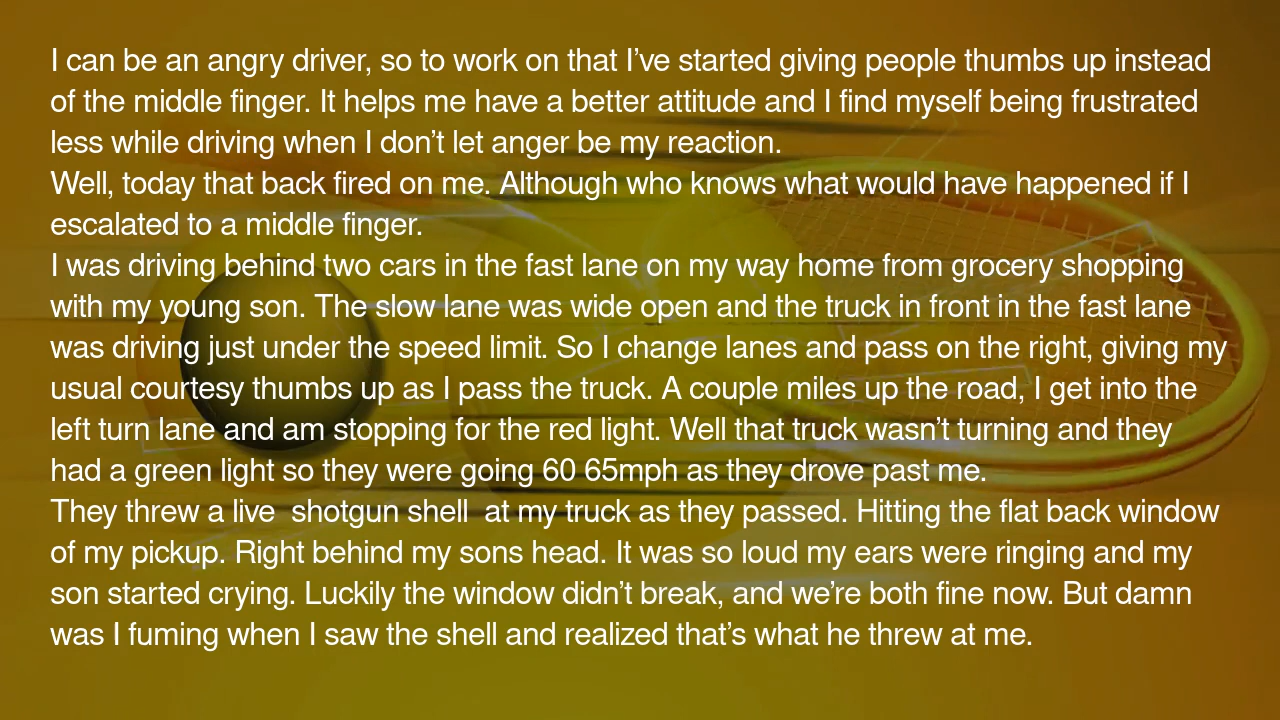 I can be an angry driver, so to work on that I’ve started giving people thumbs up instead
of the middle finger. It helps me have a better attitude and I find myself being frustrated
less while driving when I don’t let anger be my reaction.
Well, today that back fired on me. Although who knows what would have happened if I
escalated to a middle finger.
I was driving behind two cars in the fast lane on my way home from grocery shopping
with my young son. The slow lane was wide open and the truck in front in the fast lane
was driving just under the speed limit. So I change lanes and pass on the right, giving my
usual courtesy thumbs up as I pass the truck. A couple miles up the road, I get into the
left turn lane and am stopping for the red light. Well that truck wasn’t turning and they
had a green light so they were going 60 65mph as they drove past me.
They threw a live  shotgun shell  at my truck as they passed. Hitting the flat back window
of my pickup. Right behind my sons head. It was so loud my ears were ringing and my
son started crying. Luckily the window didn’t break, and we’re both fine now. But damn
was I fuming when I saw the shell and realized that’s what he threw at me.